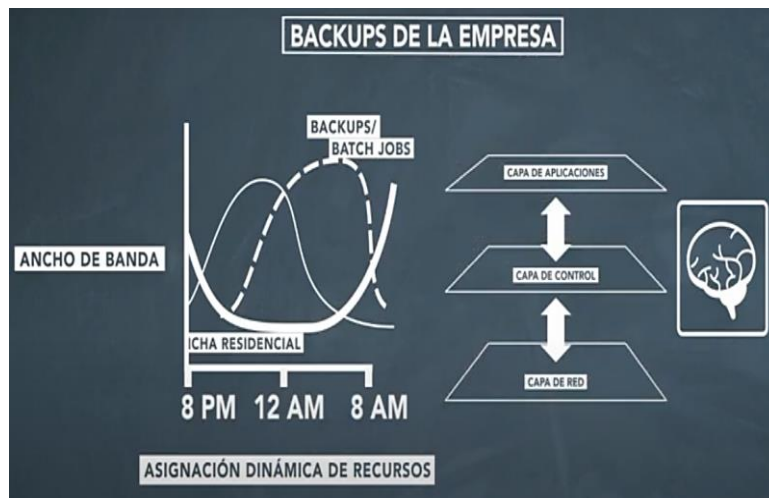 BACKUPS DE LA EMPRESA
BACKUPS/
BATCH JOBS
CAPA DE APLICACIONES
ANCHO DE BANDA
CAPA DE CONTROL
ICHA RESIDENCIAL
CAPA DE RED
8 PM 12 AM 8 AM
ASIGNACIÓN DINÁMICA DE RECURSOS